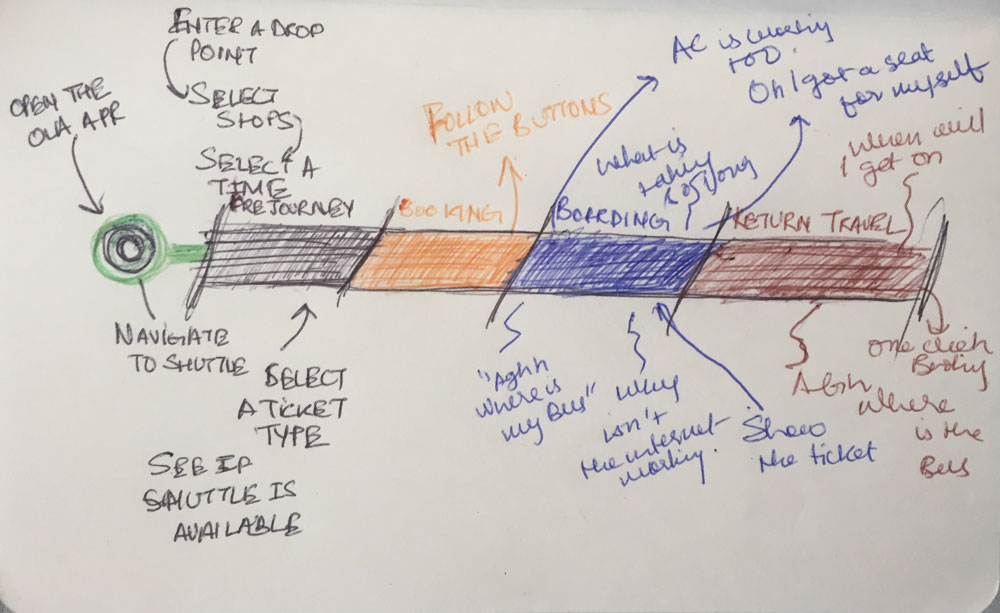 ENTER A DROP
POINT
SELECT
STOPS
SELECT A
TIME
OPEN THE
OLA APP
NAVIGATE
TO SHUTTLE
PREJOURNEY
SELECT
A TICKET
TYPE
SEE IF
SHUTTLE IS
AVAILABLE
BOOKING
FOLLOW
THE BUTTONS
BOARDING
AC is working
too.
Oh I got a seat
for myself
What is
taking
so long
"Aghh
where is
my Bus"
Why
isn't
the internet
working.
Show
the ticket
RETURN TRAVEL
When will
I get on
Agh
where
is the
Bus
One click
Booking